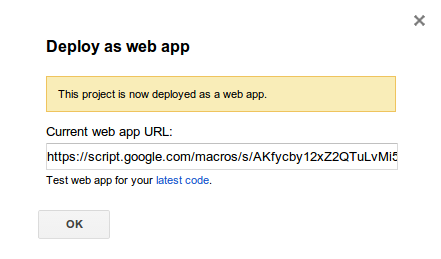 Deploy as web app
This project is now deployed as a web app.
Current web app URL:
https://script.google.com/macros/s/AKfycby12xZ2QTuLvMi5
Test web app for your latest code.
OK